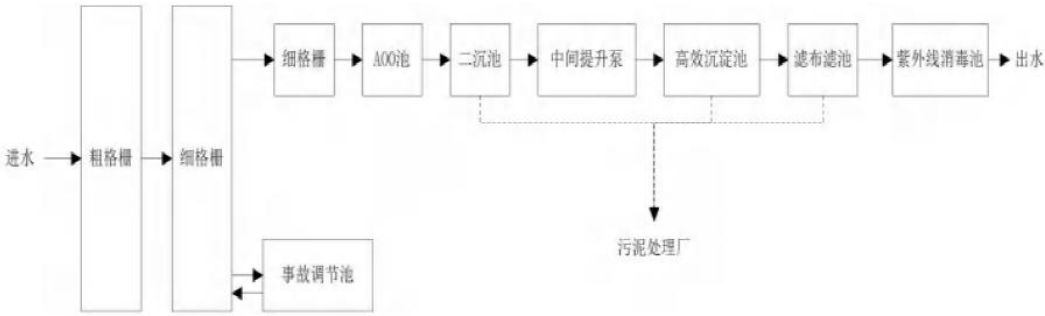 细格栅
AOO池
二沉池
中间提升泵
高效沉淀池
滤布滤池
紫外线消毒池
出水
进水
粗格栅
细格栅
污泥处理厂
事故调节池